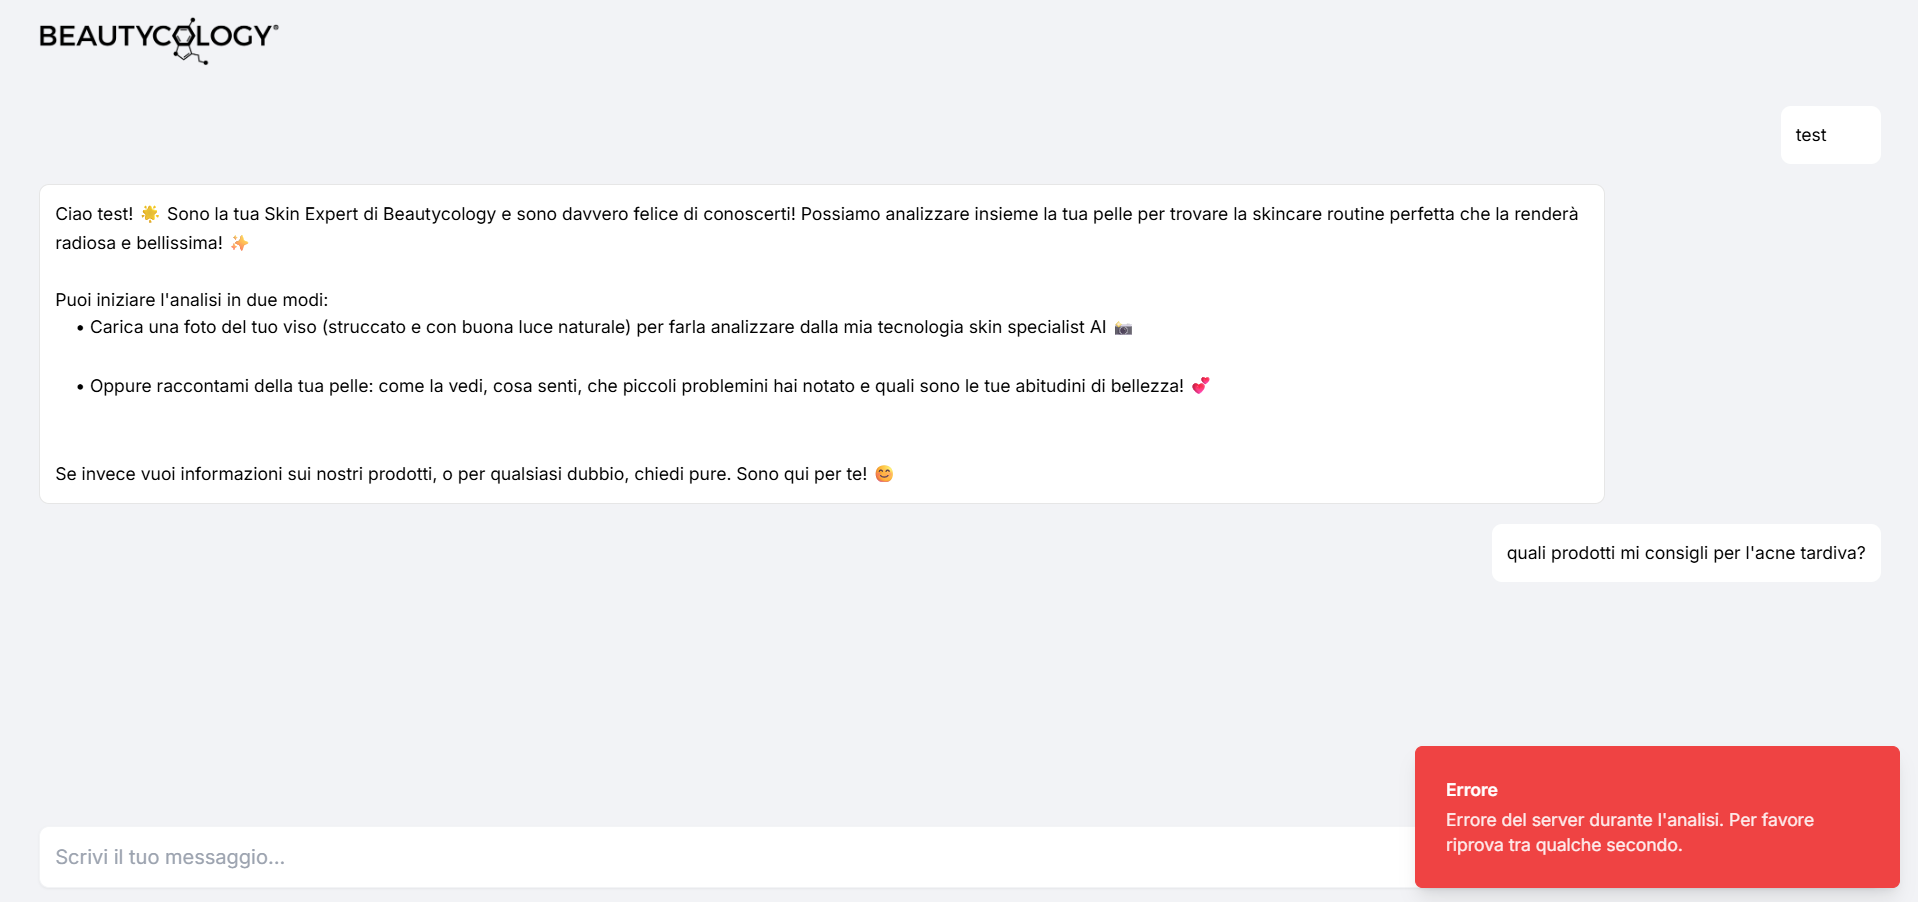 BEAUTYCOLOGY®
test
Ciao test! 🌟 Sono la tua Skin Expert di Beautycology e sono davvero felice di conoscerti! Possiamo analizzare insieme la tua pelle per trovare la skincare routine perfetta che la renderà
radiosa e bellissima! ✨
Puoi iniziare l'analisi in due modi:
• Carica una foto del tuo viso (struccato e con buona luce naturale) per farla analizzare dalla mia tecnologia skin specialist AI 📸
• Oppure raccontami della tua pelle: come la vedi, cosa senti, che piccoli problemini hai notato e quali sono le tue abitudini di bellezza! 💕
Se invece vuoi informazioni sui nostri prodotti, o per qualsiasi dubbio, chiedi pure. Sono qui per te! 😊
quali prodotti mi consigli per l'acne tardiva?
Errore
Errore del server durante l'analisi. Per favore
riprova tra qualche secondo.
Scrivi il tuo messaggio...